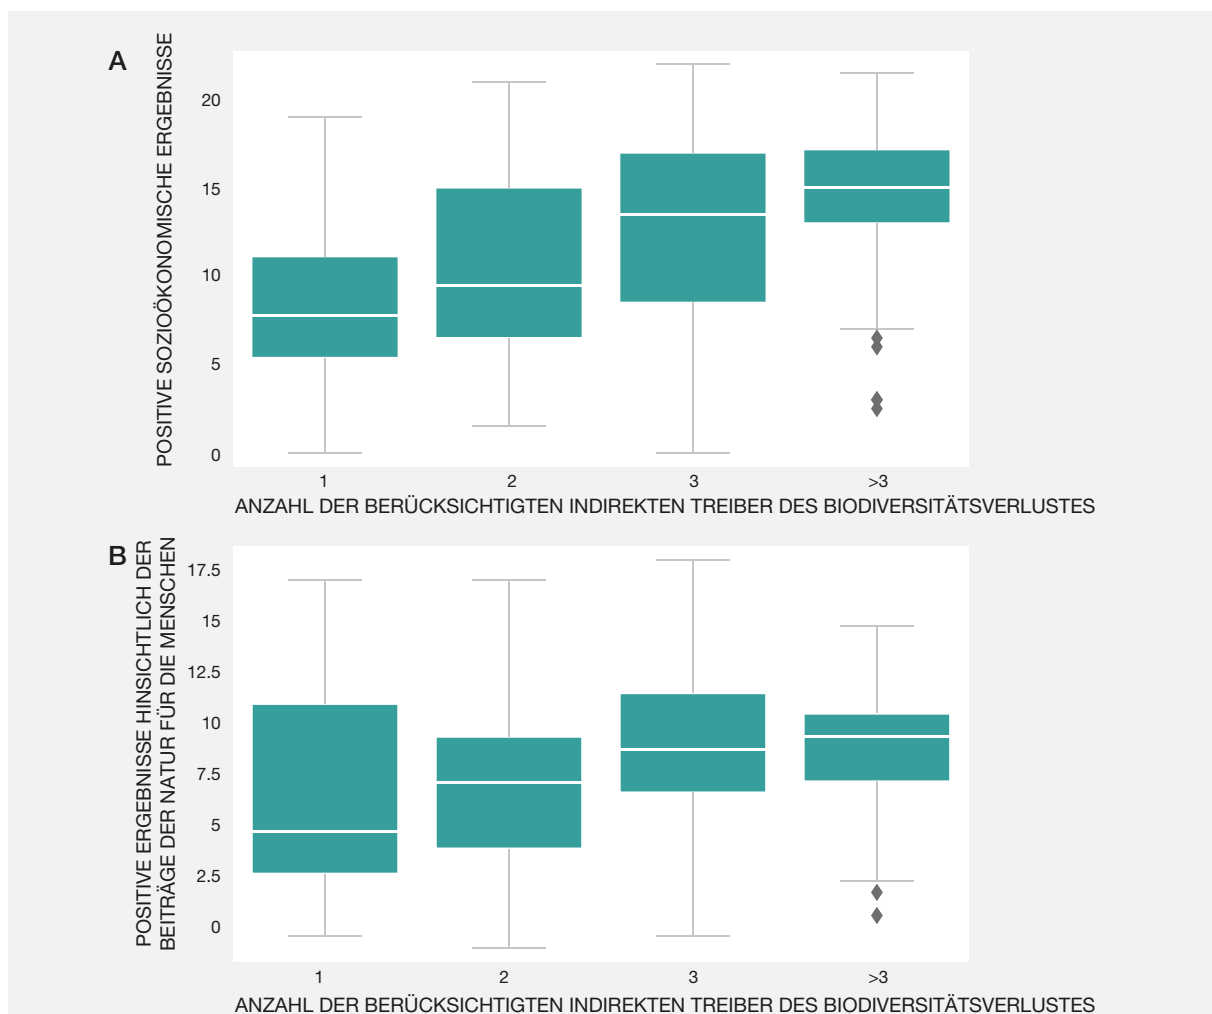 A
POSITIVE SOZIOÖKONOMISCHE ERGEBNISSE
20
15
10
5
0
1 2 3 >3
ANZAHL DER BERÜCKSICHTIGTEN INDIREKTEN TREIBER DES BIODIVERSITÄTSVERLUSTES
B
POSITIVE ERGEBNISSE HINSICHTLICH DER
BEITRÄGE DER NATUR FÜR DIE MENSCHEN
17.5
15
12.5
10
7.5
5
2.5
0
1 2 3 >3
ANZAHL DER BERÜCKSICHTIGTEN INDIREKTEN TREIBER DES BIODIVERSITÄTSVERLUSTES